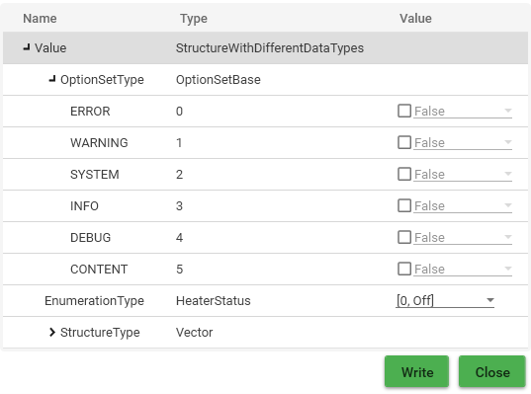 Name Type Value
Value StructureWithDifferentDataTypes
OptionSetType OptionSetBase
ERROR 0 False
WARNING 1 False
SYSTEM 2 False
INFO 3 False
DEBUG 4 False
CONTENT 5 False
EnumerationType HeaterStatus [0, Off]
StructureType Vector
Write Close